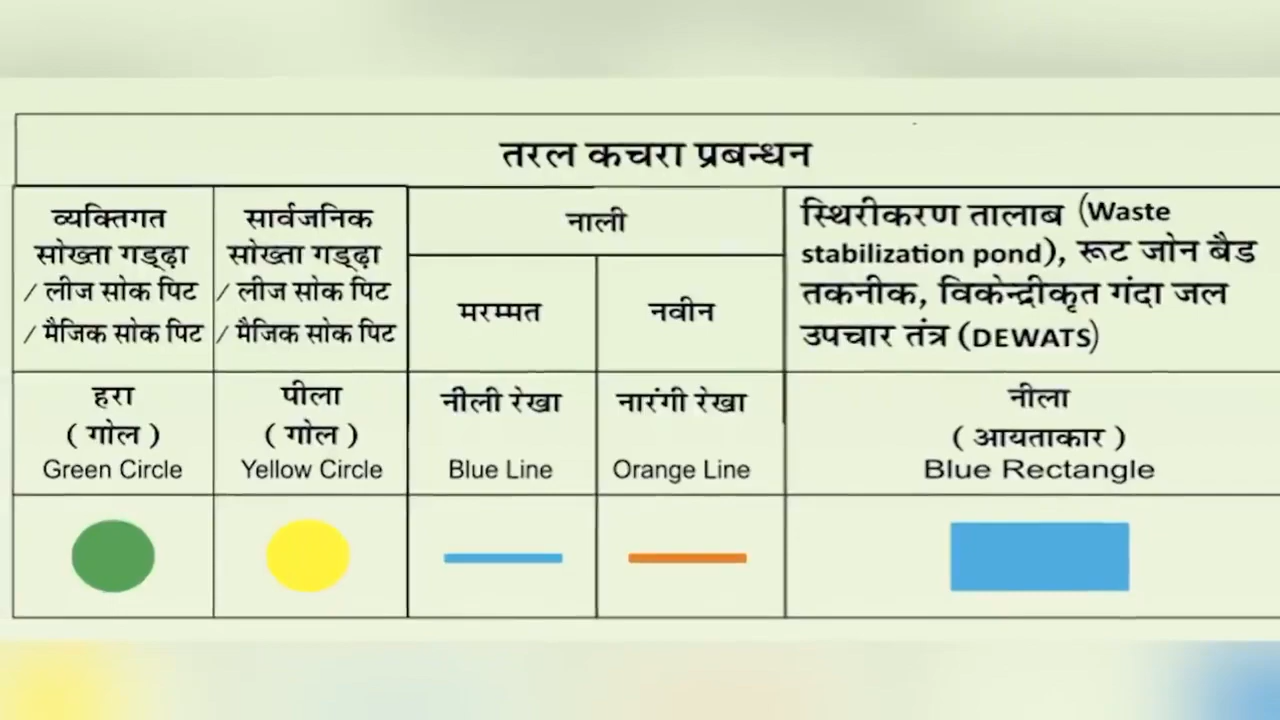 तरल कचरा प्रबन्धन
व्यक्तिगत
सोख्ता गड्ढ़ा
/ लीज सोक पिट
/ मैजिक सोक पिट
सार्वजनिक
सोख्ता गड्ढ़ा
/ लीज सोक पिट
/ मैजिक सोक पिट
नाली
मरम्मत
नवीन
स्थिरीकरण तालाब (Waste
stabilization pond), रूट जोन बैड
तकनीक, विकेन्द्रीकृत गंदा जल
उपचार तंत्र (DEWATS)
हरा
( गोल )
Green Circle
पीला
( गोल )
Yellow Circle
नीली रेखा
Blue Line
नारंगी रेखा
Orange Line
नीला
( आयताकार )
Blue Rectangle